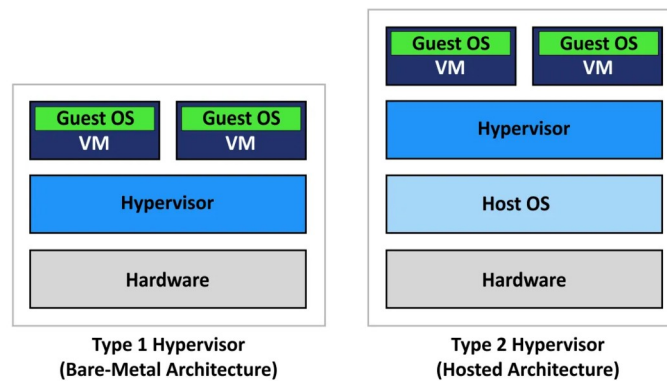 Guest OS
VM
Guest OS
VM
Hypervisor
Hardware
Type 1 Hypervisor
(Bare-Metal Architecture)
Guest OS
VM
Guest OS
VM
Hypervisor
Host OS
Hardware
Type 2 Hypervisor
(Hosted Architecture)